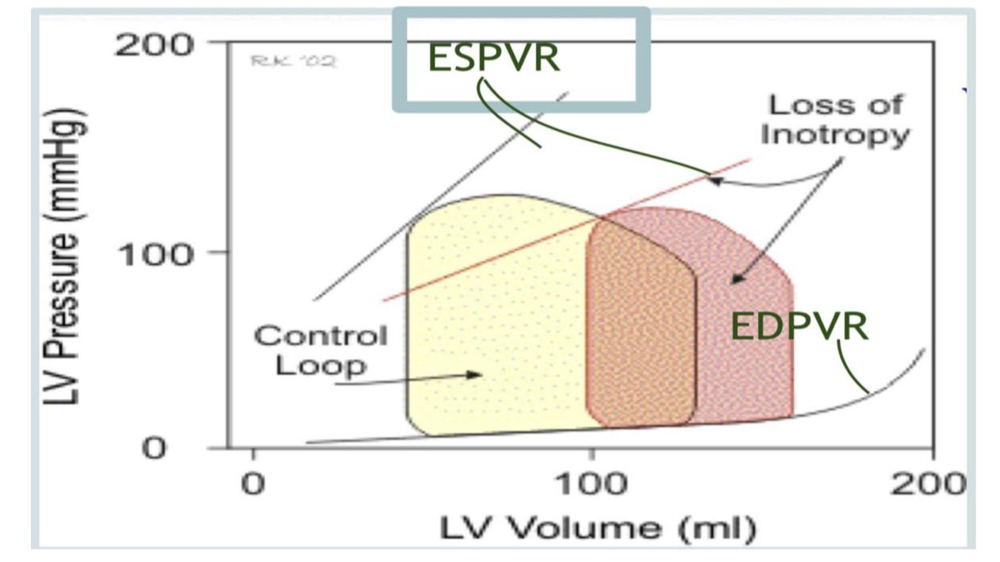 200
R.K. '02
ESPVR
Loss of
Inotropy
LV Pressure (mmHg)
100
Control
Loop
EDPVR
0
0
100
200
LV Volume (ml)